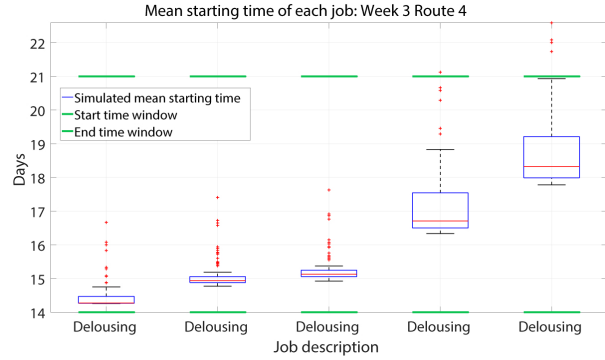 Mean starting time of each job: Week 3 Route 4
22
21
20
19
18
17
16
15
14
Days
Simulated mean starting time
Start time window
End time window
Delousing Delousing Delousing Delousing Delousing
Job description